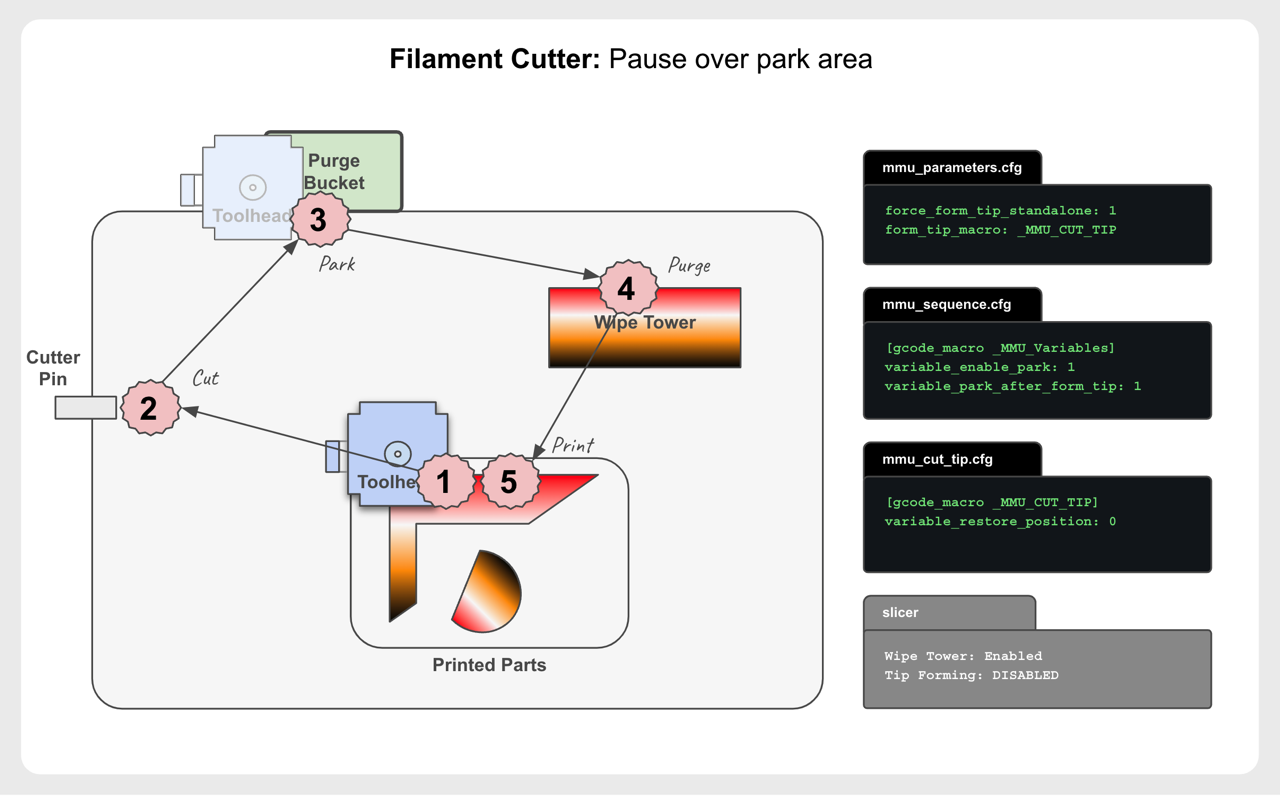 Filament Cutter: Pause over park area
Purge
Bucket
Toolhead
3
Park
4
Purge
Wipe Tower
Cutter
Pin
2
Cut
Print
Toolhe
1
5
Printed Parts
mmu_parameters.cfg
force_form_tip_standalone: 1
form_tip_macro: _MMU_CUT_TIP
mmu_sequence.cfg
[gcode_macro _MMU_Variables]
variable_enable_park: 1
variable_park_after_form_tip: 1
mmu_cut_tip.cfg
[gcode_macro _MMU_CUT_TIP]
variable_restore_position: 0
slicer
Wipe Tower: Enabled
Tip Forming: DISABLED